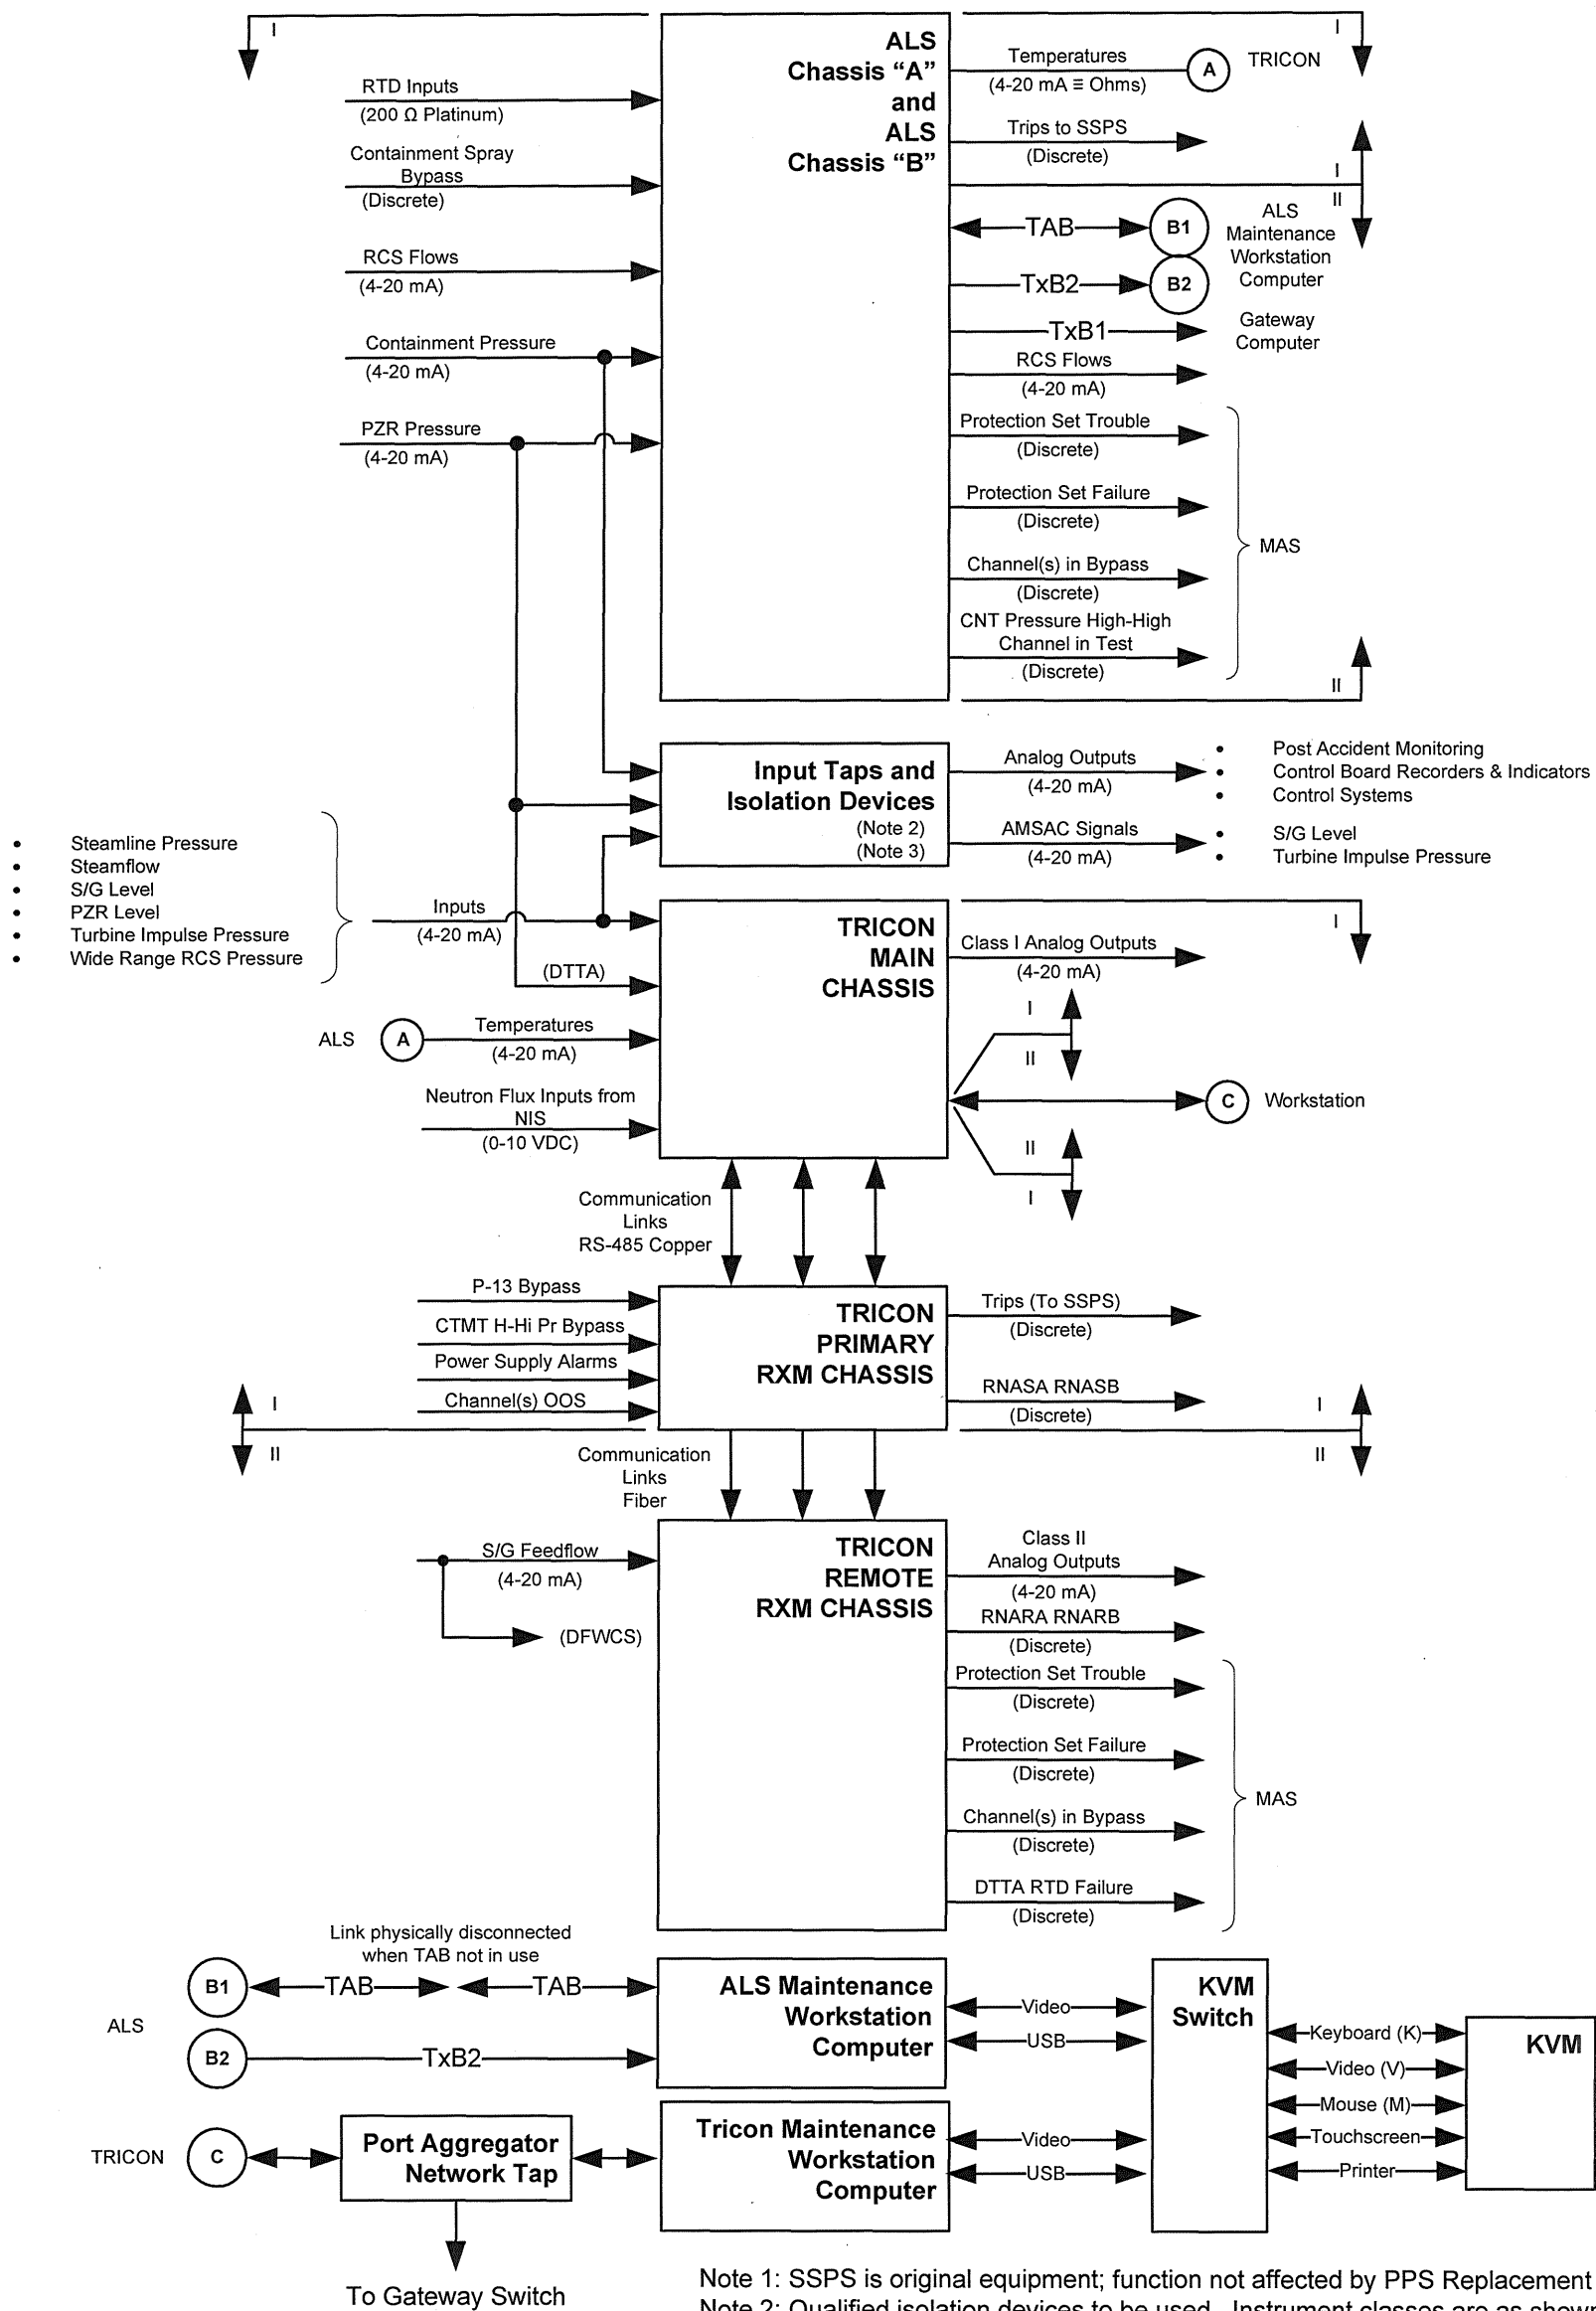 I
I
ALS
Chassis “A”
and
ALS
Chassis “B”
RTD Inputs
(200 Ω Platinum)
Containment Spray
Bypass
(Discrete)
RCS Flows
(4-20 mA)
Containment Pressure
(4-20 mA)
PZR Pressure
(4-20 mA)
Temperatures
(4-20 mA ≡ Ohms)
A
TRICON
Trips to SSPS
(Discrete)
I
II
TAB
B1
TxB2
B2
ALS
Maintenance
Workstation
Computer
TxB1
Gateway
Computer
RCS Flows
(4-20 mA)
Protection Set Trouble
(Discrete)
Protection Set Failure
(Discrete)
Channel(s) in Bypass
(Discrete)
CNT Pressure High-High
Channel in Test
(Discrete)
MAS
II
Input Taps and
Isolation Devices
(Note 2)
(Note 3)
Analog Outputs
(4-20 mA)
• Post Accident Monitoring
• Control Board Recorders & Indicators
• Control Systems
AMSAC Signals
(4-20 mA)
• S/G Level
• Turbine Impulse Pressure
• Steamline Pressure
• Steamflow
• S/G Level
• PZR Level
• Turbine Impulse Pressure
• Wide Range RCS Pressure
Inputs
(4-20 mA)
(DTTA)
ALS
A
Temperatures
(4-20 mA)
Neutron Flux Inputs from
NIS
(0-10 VDC)
TRICON
MAIN
CHASSIS
I
Class I Analog Outputs
(4-20 mA)
I
II
C
Workstation
II
I
Communication
Links
RS-485 Copper
P-13 Bypass
CTMT H-Hi Pr Bypass
Power Supply Alarms
Channel(s) OOS
TRICON
PRIMARY
RXM CHASSIS
Trips (To SSPS)
(Discrete)
RNASA RNASB
(Discrete)
I
II
I
II
Communication
Links
Fiber
S/G Feedflow
(4-20 mA)
(DFWCS)
TRICON
REMOTE
RXM CHASSIS
Class II
Analog Outputs
(4-20 mA)
RNARA RNARB
(Discrete)
Protection Set Trouble
(Discrete)
Protection Set Failure
(Discrete)
Channel(s) in Bypass
(Discrete)
DTTA RTD Failure
(Discrete)
MAS
Link physically disconnected
when TAB not in use
ALS
B1
TAB
TAB
B2
TxB2
ALS Maintenance
Workstation
Computer
Video
USB
KVM
Switch
Keyboard (K)
Video (V)
Mouse (M)
Touchscreen
Printer
KVM
TRICON
C
Port Aggregator
Network Tap
Tricon Maintenance
Workstation
Computer
Video
USB
To Gateway Switch
Note 1: SSPS is original equipment; function not affected by PPS Replacement
Note 2: Qualified isolation devices to be used. Instrument classes are as shown